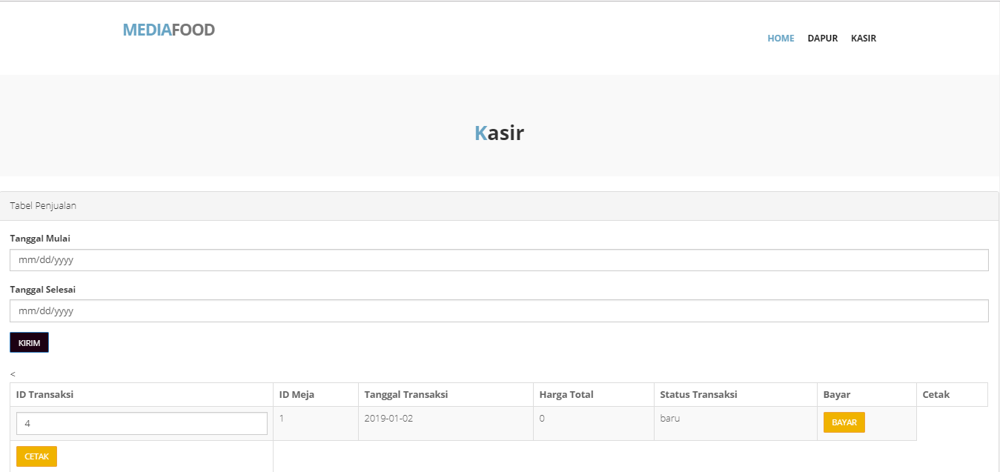 MEDIAFOOD
HOME DAPUR KASIR
Kasir
Tabel Penjualan
Tanggal Mulai
mm/dd/yyyy
Tanggal Selesai
mm/dd/yyyy
KIRIM
<
ID Transaksi ID Meja Tanggal Transaksi Harga Total Status Transaksi Bayar Cetak
4 1 2019-01-02 0 baru BAYAR
CETAK